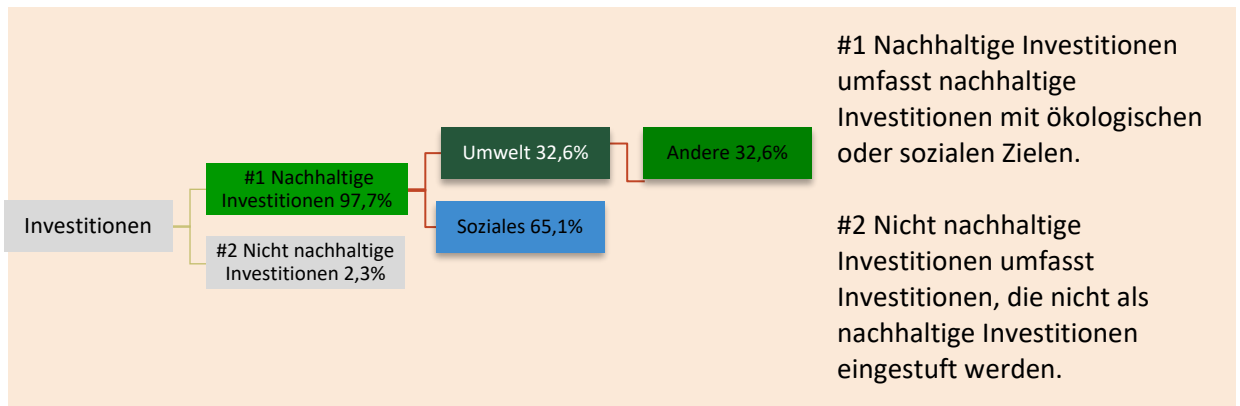 Investitionen
#1 Nachhaltige
Investitionen 97,7%
#2 Nicht nachhaltige
Investitionen 2,3%
Umwelt 32,6%
Soziales 65,1%
Andere 32,6%
#1 Nachhaltige Investitionen
umfasst nachhaltige
Investitionen mit ökologischen
oder sozialen Zielen.
#2 Nicht nachhaltige
Investitionen umfasst
Investitionen, die nicht als
nachhaltige Investitionen
eingestuft werden.